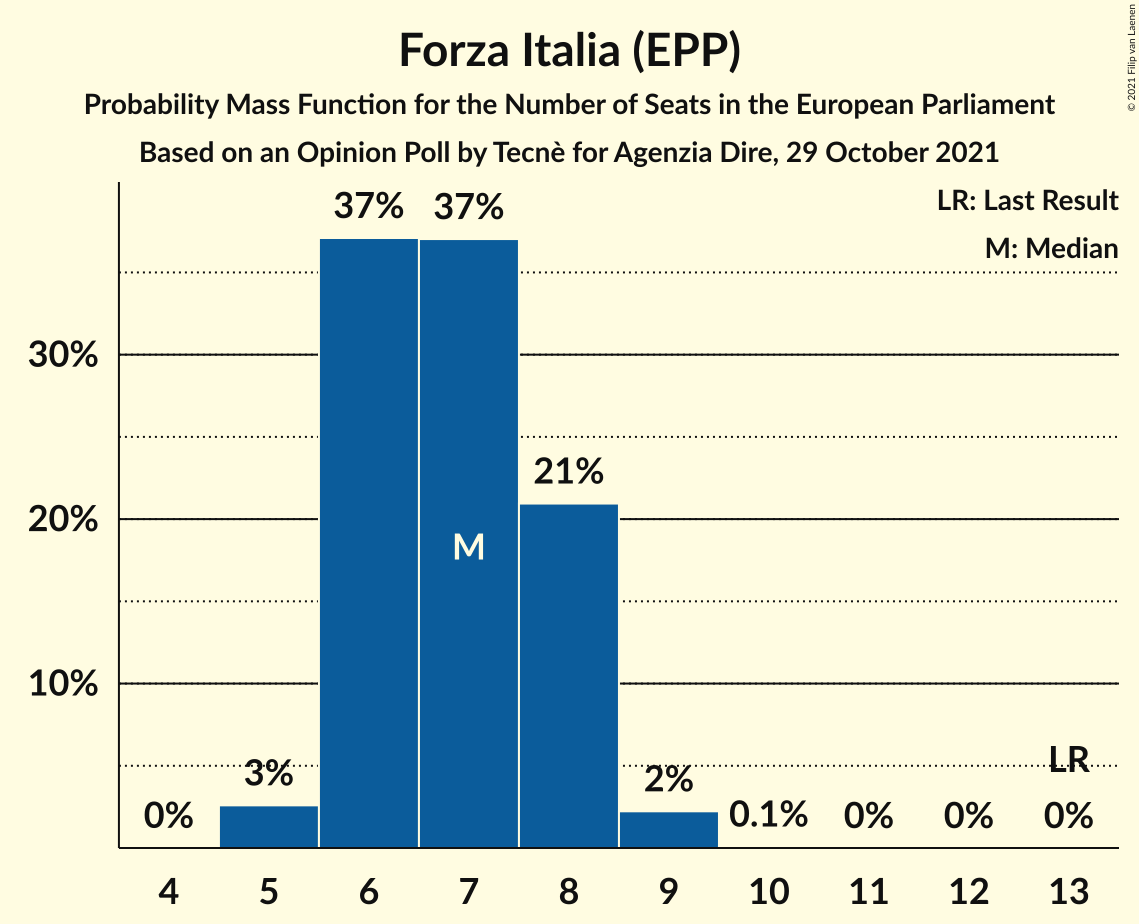 Forza Italia (EPP)
Probability Mass Function for the Number of Seats in the European Parliament
Based on an Opinion Poll by Tecnè for Agenzia Dire, 29 October 2021
© 2021 Filip van Laenen
LR: Last Result
M: Median
37% 37%
30%
21%
20%
M
10%
LR
3% 2%
0% 0.1% 0% 0% 0%
4 5 6 7 8 9 10 11 12 13